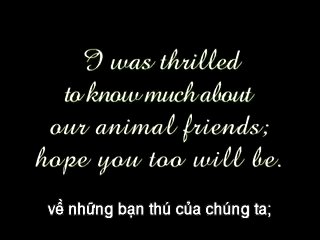 I was thrilled
to know much about
our animal friends;
hope you too will be.
về những bạn thú của chúng ta;